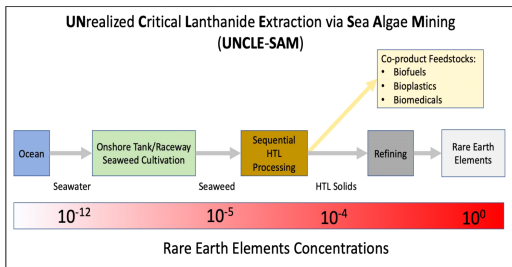 UNrealized Critical Lanthanide Extraction via Sea Algae Mining
(UNCLE-SAM)
Co-product Feedstocks:
• Biofuels
• Bioplastics
• Biomedicals
Ocean
Onshore Tank/Raceway
Seaweed Cultivation
Sequential
HTL
Processing
Refining
Rare Earth
Elements
Seawater
Seaweed
HTL Solids
10⁻¹²
10⁻⁵
10⁻⁴
10⁰
Rare Earth Elements Concentrations